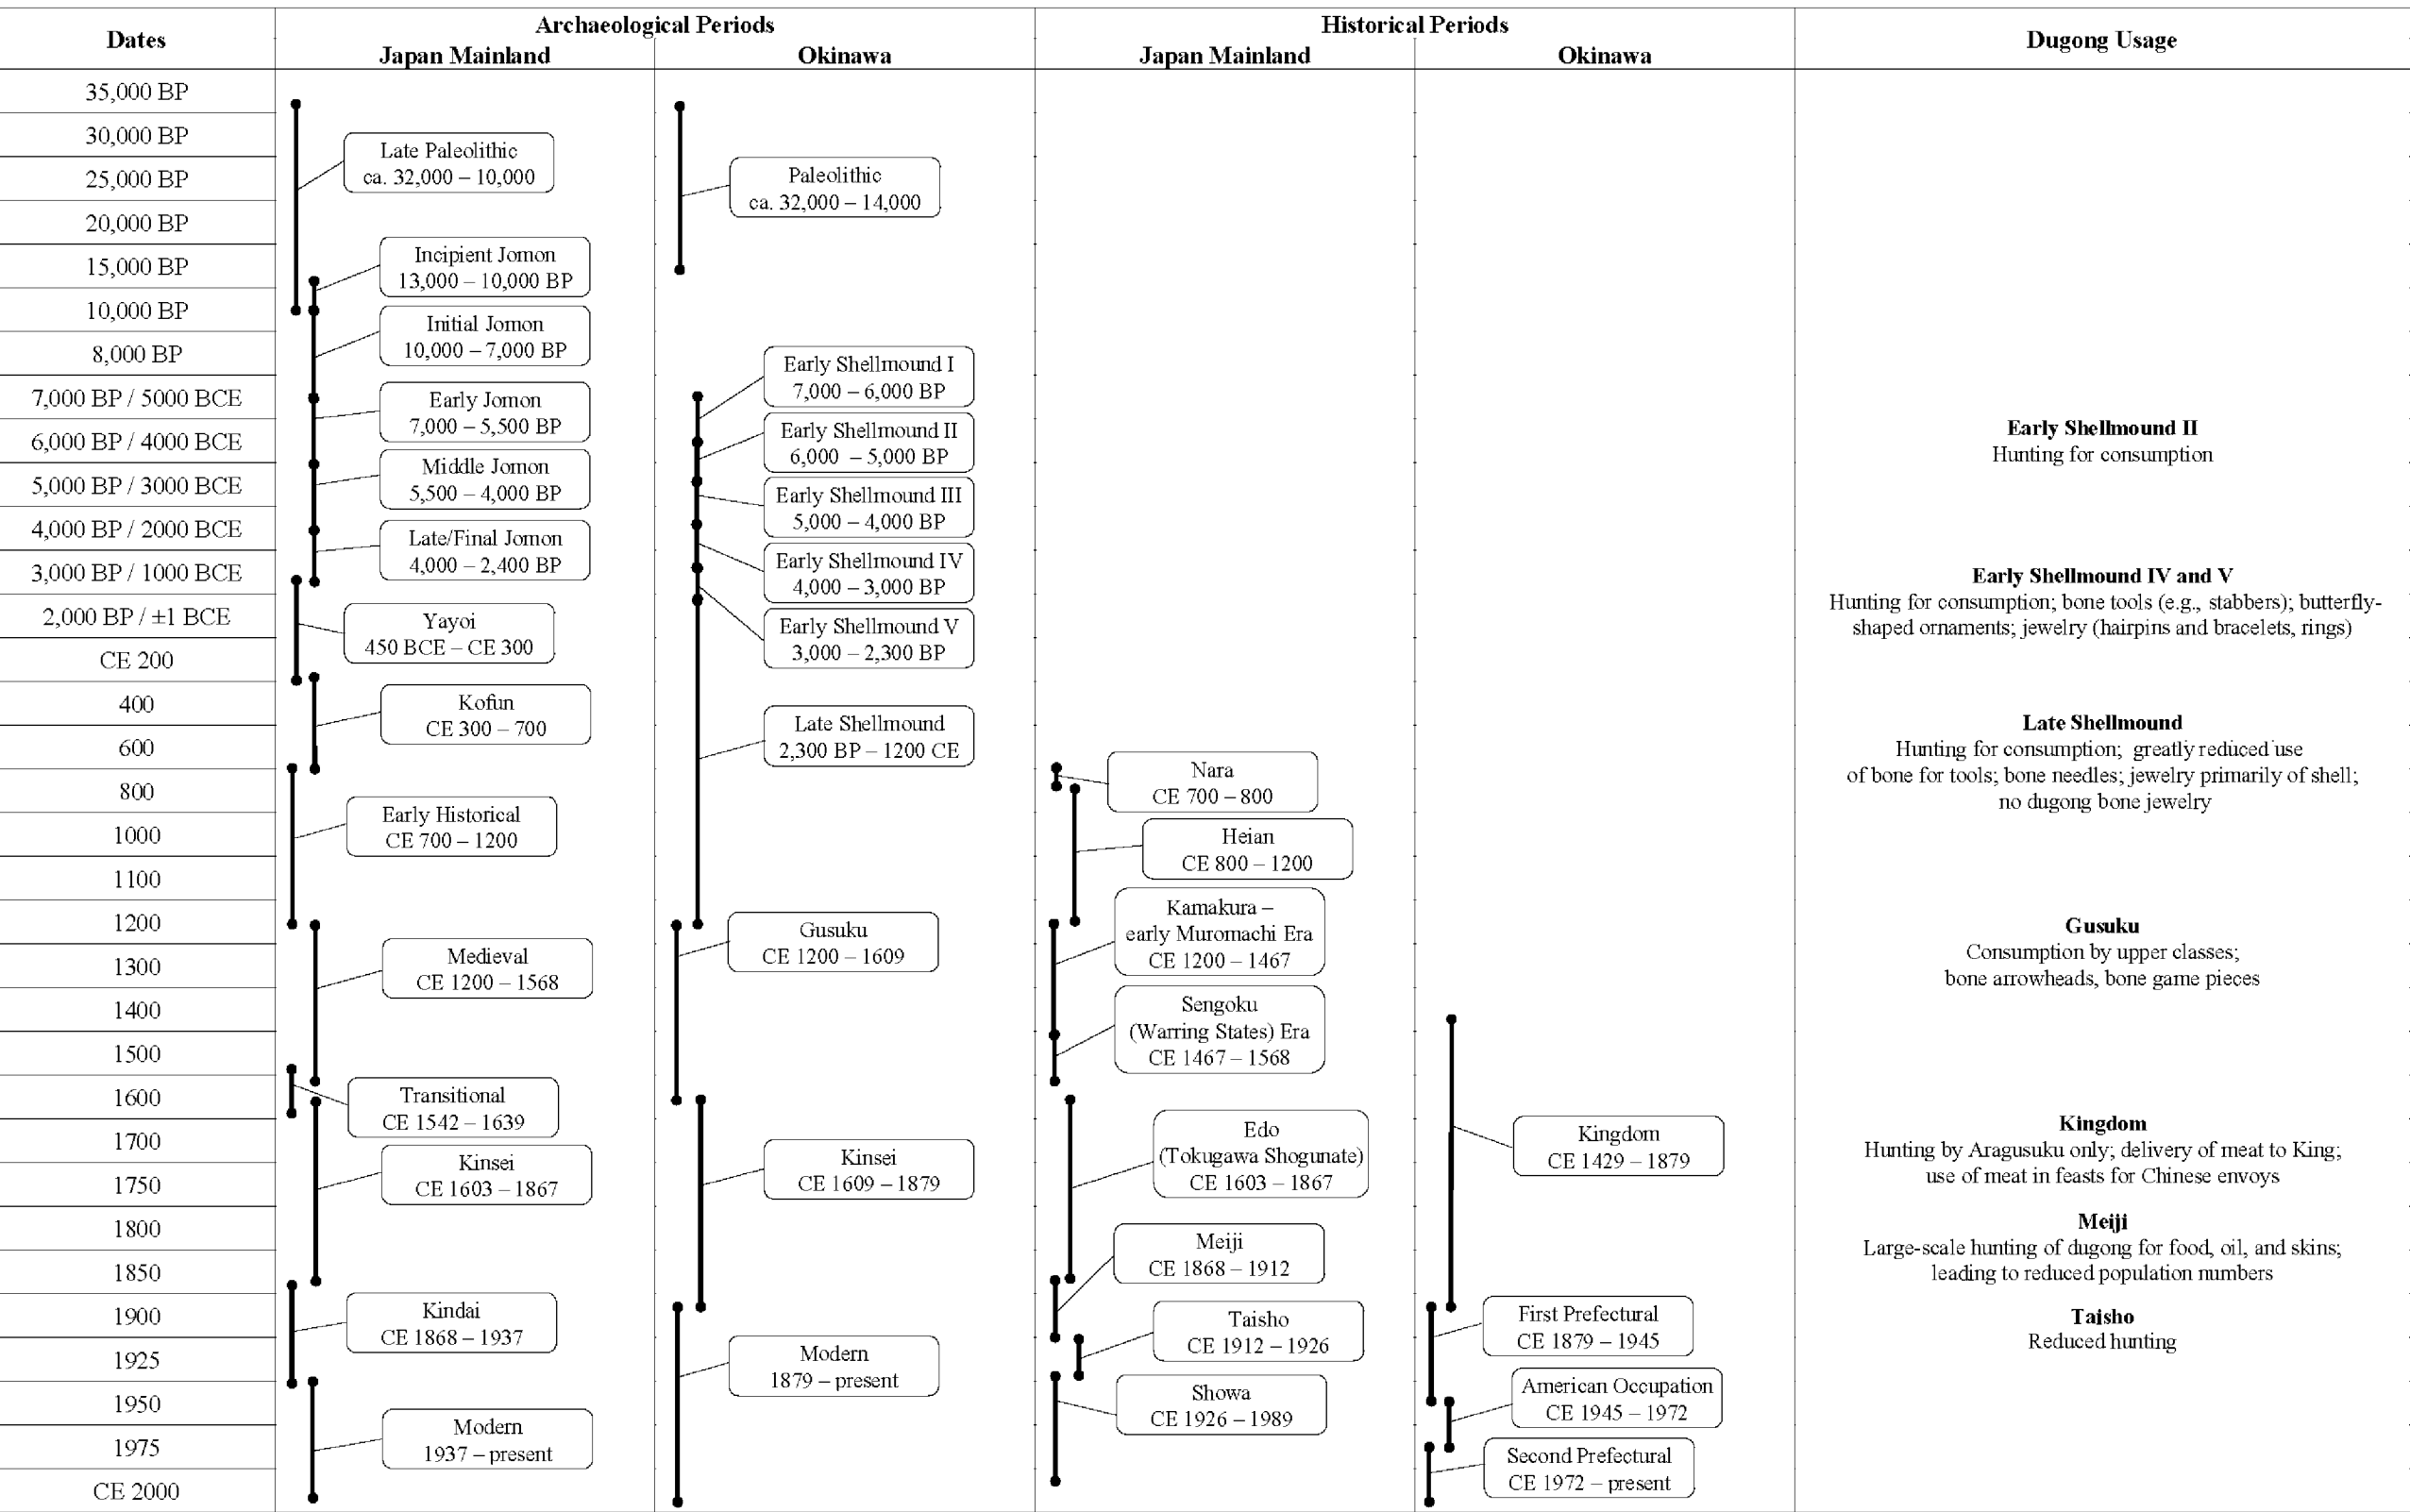 Dates
Archaeological Periods
Japan Mainland
Okinawa
Historical Periods
Japan Mainland
Okinawa
Dugong Usage
35,000 BP
30,000 BP
25,000 BP
20,000 BP
15,000 BP
10,000 BP
8,000 BP
7,000 BP / 5000 BCE
6,000 BP / 4000 BCE
5,000 BP / 3000 BCE
4,000 BP / 2000 BCE
3,000 BP / 1000 BCE
2,000 BP / ±1 BCE
CE 200
400
600
800
1000
1100
1200
1300
1400
1500
1600
1700
1750
1800
1850
1900
1925
1950
1975
CE 2000
Late Paleolithic
ca. 32,000 – 10,000
Incipient Jomon
13,000 – 10,000 BP
Initial Jomon
10,000 – 7,000 BP
Early Jomon
7,000 – 5,500 BP
Middle Jomon
5,500 – 4,000 BP
Late/Final Jomon
4,000 – 2,400 BP
Yayoi
450 BCE – CE 300
Kofun
CE 300 – 700
Early Historical
CE 700 – 1200
Medieval
CE 1200 – 1568
Transitional
CE 1542 – 1639
Kinsei
CE 1603 – 1867
Kindai
CE 1868 – 1937
Modern
1937 – present
Paleolithic
ca. 32,000 – 14,000
Early Shellmound I
7,000 – 6,000 BP
Early Shellmound II
6,000 – 5,000 BP
Early Shellmound III
5,000 – 4,000 BP
Early Shellmound IV
4,000 – 3,000 BP
Early Shellmound V
3,000 – 2,300 BP
Late Shellmound
2,300 BP – 1200 CE
Gusuku
CE 1200 – 1609
Kinsei
CE 1609 – 1879
Modern
1879 – present
Nara
CE 700 – 800
Heian
CE 800 – 1200
Kamakura –
early Muromachi Era
CE 1200 – 1467
Sengoku
(Warring States) Era
CE 1467 – 1568
Edo
(Tokugawa Shogunate)
CE 1603 – 1867
Meiji
CE 1868 – 1912
Taisho
CE 1912 – 1926
Showa
CE 1926 – 1989
Kingdom
CE 1429 – 1879
First Prefectural
CE 1879 – 1945
American Occupation
CE 1945 – 1972
Second Prefectural
CE 1972 – present
Early Shellmound II
Hunting for consumption
Early Shellmound IV and V
Hunting for consumption; bone tools (e.g., stabbers); butterfly-
shaped ornaments; jewelry (hairpins and bracelets, rings)
Late Shellmound
Hunting for consumption; greatly reduced use
of bone for tools; bone needles; jewelry primarily of shell;
no dugong bone jewelry
Gusuku
Consumption by upper classes;
bone arrowheads, bone game pieces
Kingdom
Hunting by Aragusuku only; delivery of meat to King;
use of meat in feasts for Chinese envoys
Meiji
Large-scale hunting of dugong for food, oil, and skins;
leading to reduced population numbers
Taisho
Reduced hunting